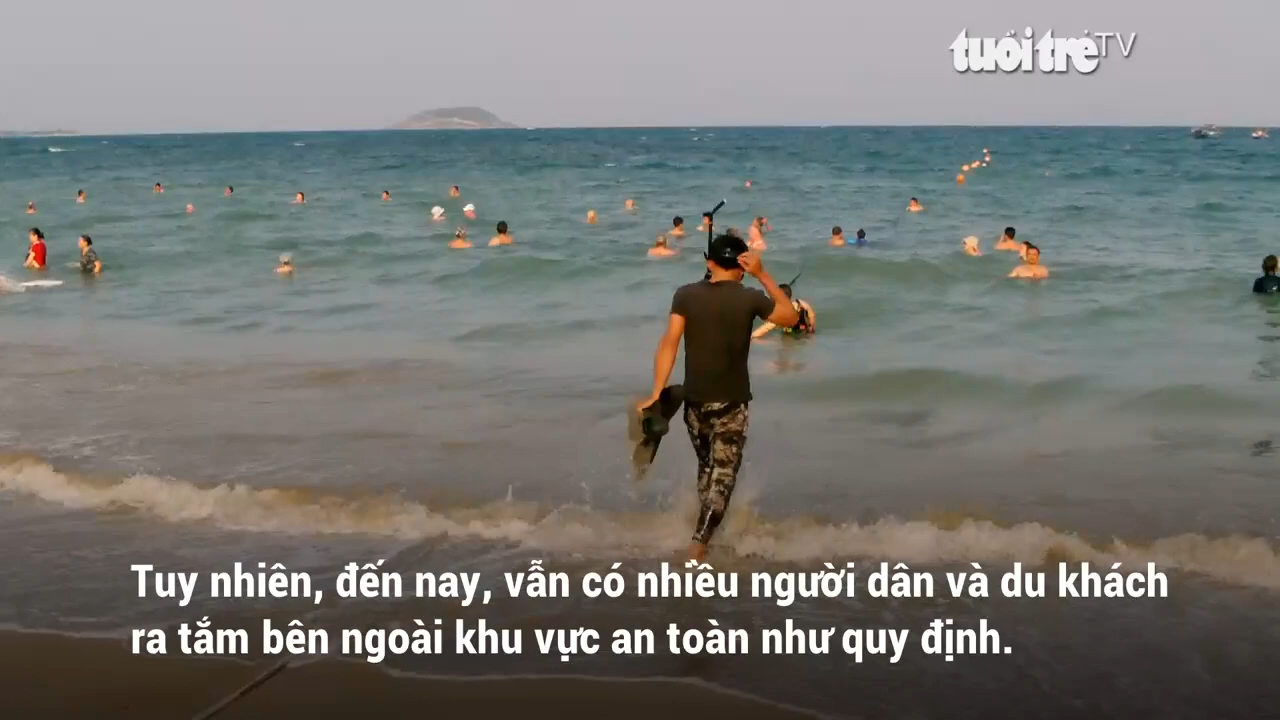 tuổi trẻ TV
Tuy nhiên, đến nay, vẫn có nhiều người dân và du khách
ra tắm bên ngoài khu vực an toàn như quy định.